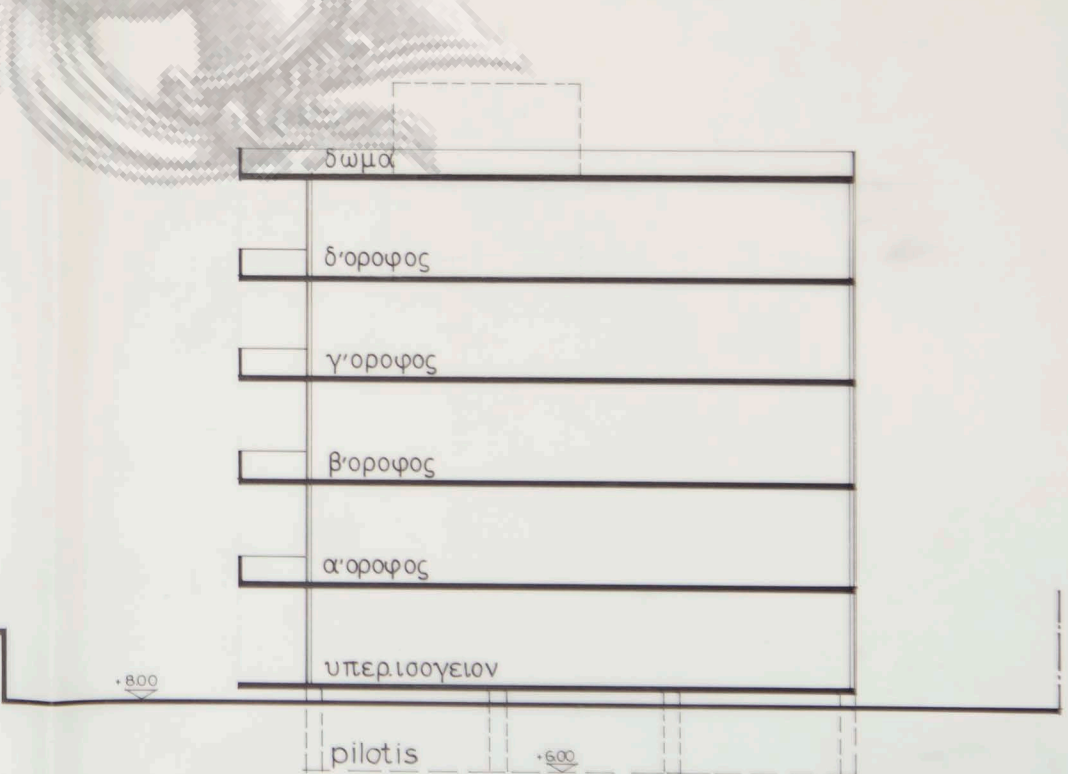 δωμα
δ'οροφος
γ'οροφος
β'οροφος
α'οροφος
υπερ.ισογειον
+8.00
pilotis
+6.00